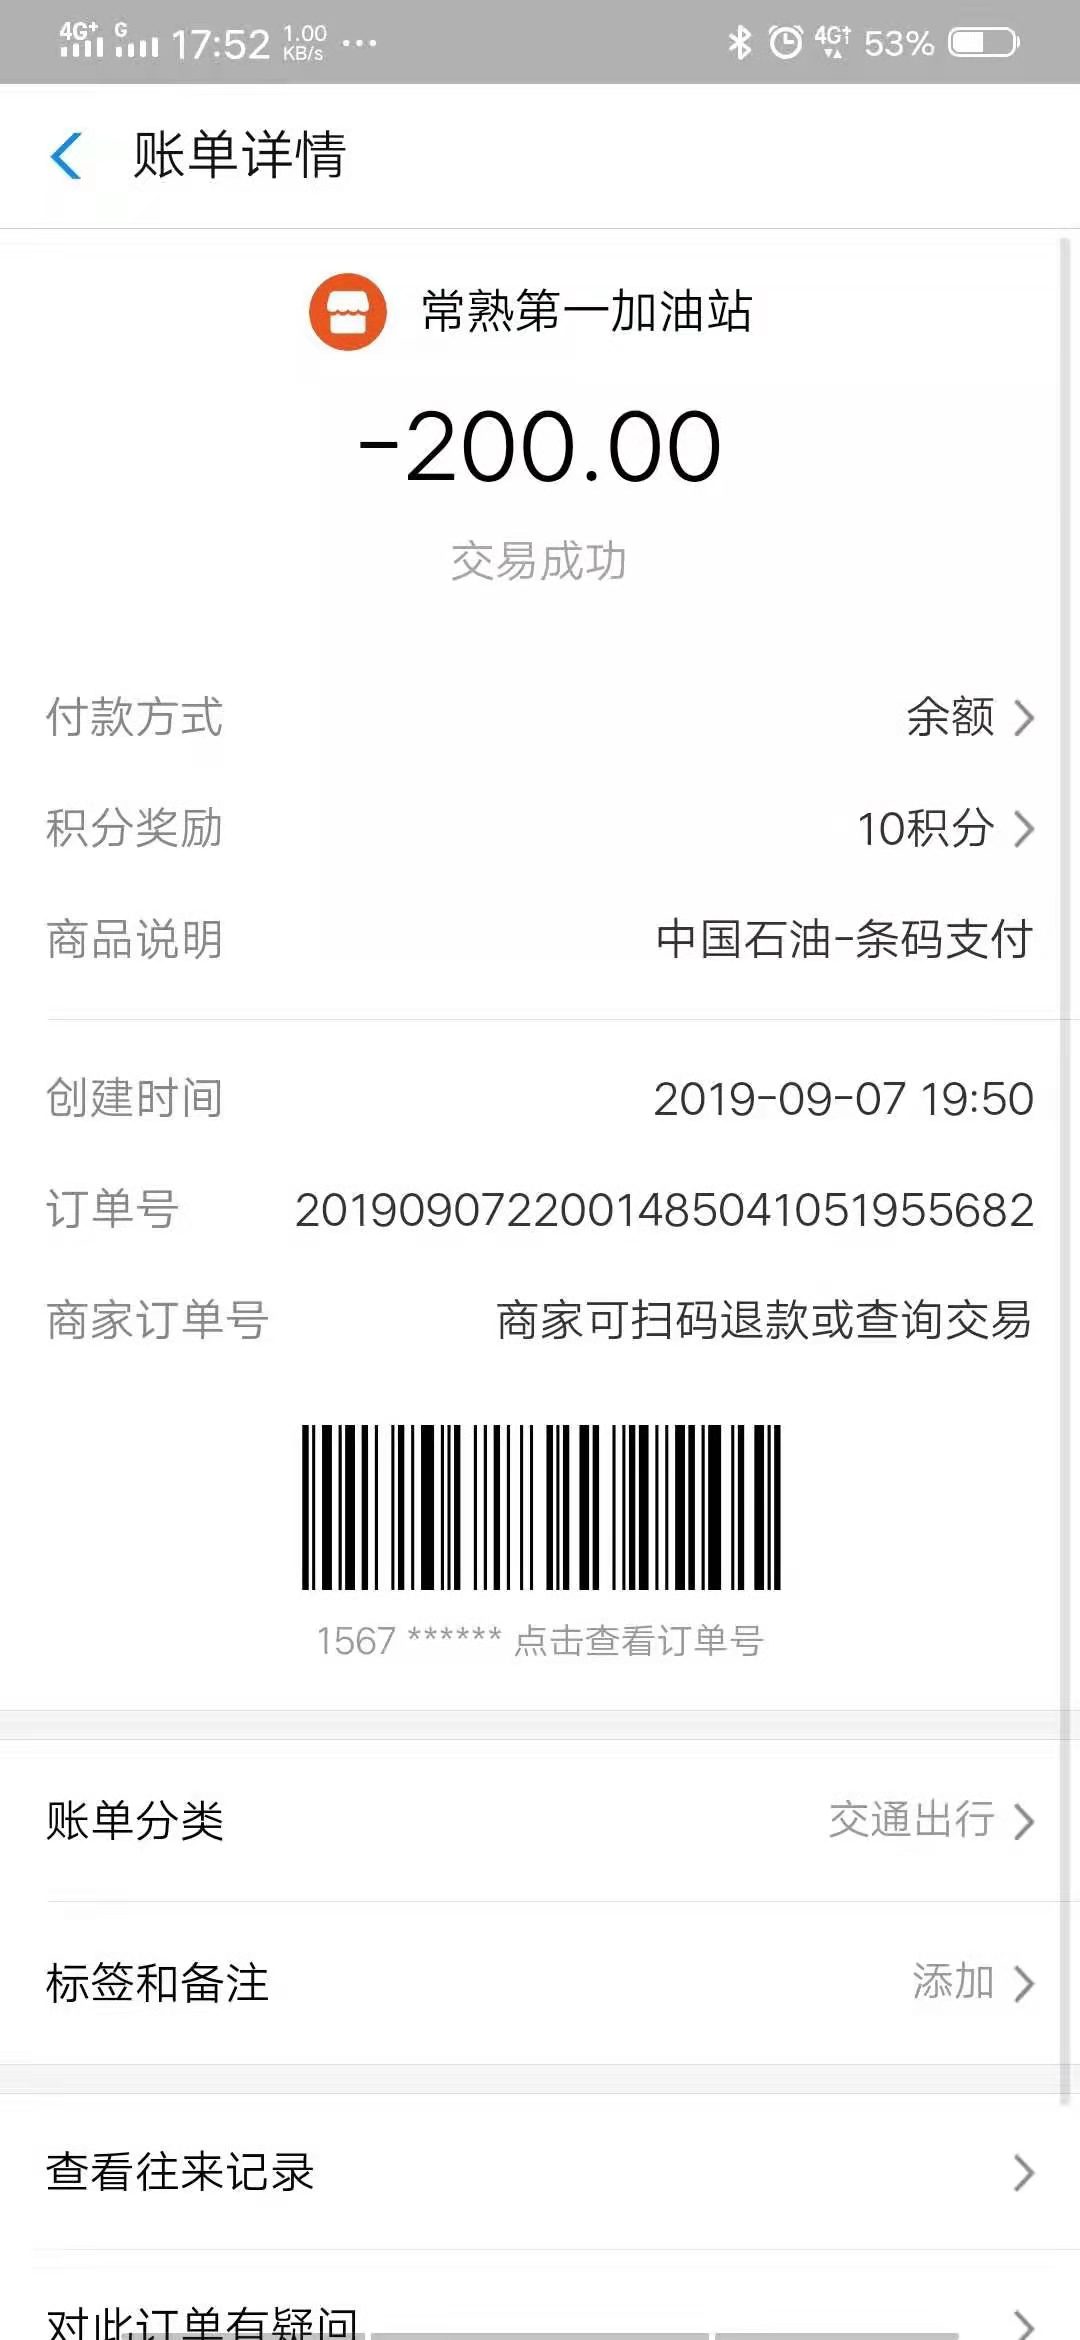 4G+ G 17:52 1.00 KB/s ... 4G 53%
账单详情
常熟第一加油站
-200.00
交易成功
付款方式 余额
积分奖励 10积分
商品说明 中国石油-条码支付
创建时间 2019-09-07 19:50
订单号 2019090722001485041051955682
商家订单号 商家可扫码退款或查询交易
1567 ****** 点击查看订单号
账单分类 交通出行
标签和备注 添加
查看往来记录
对此订单有疑问